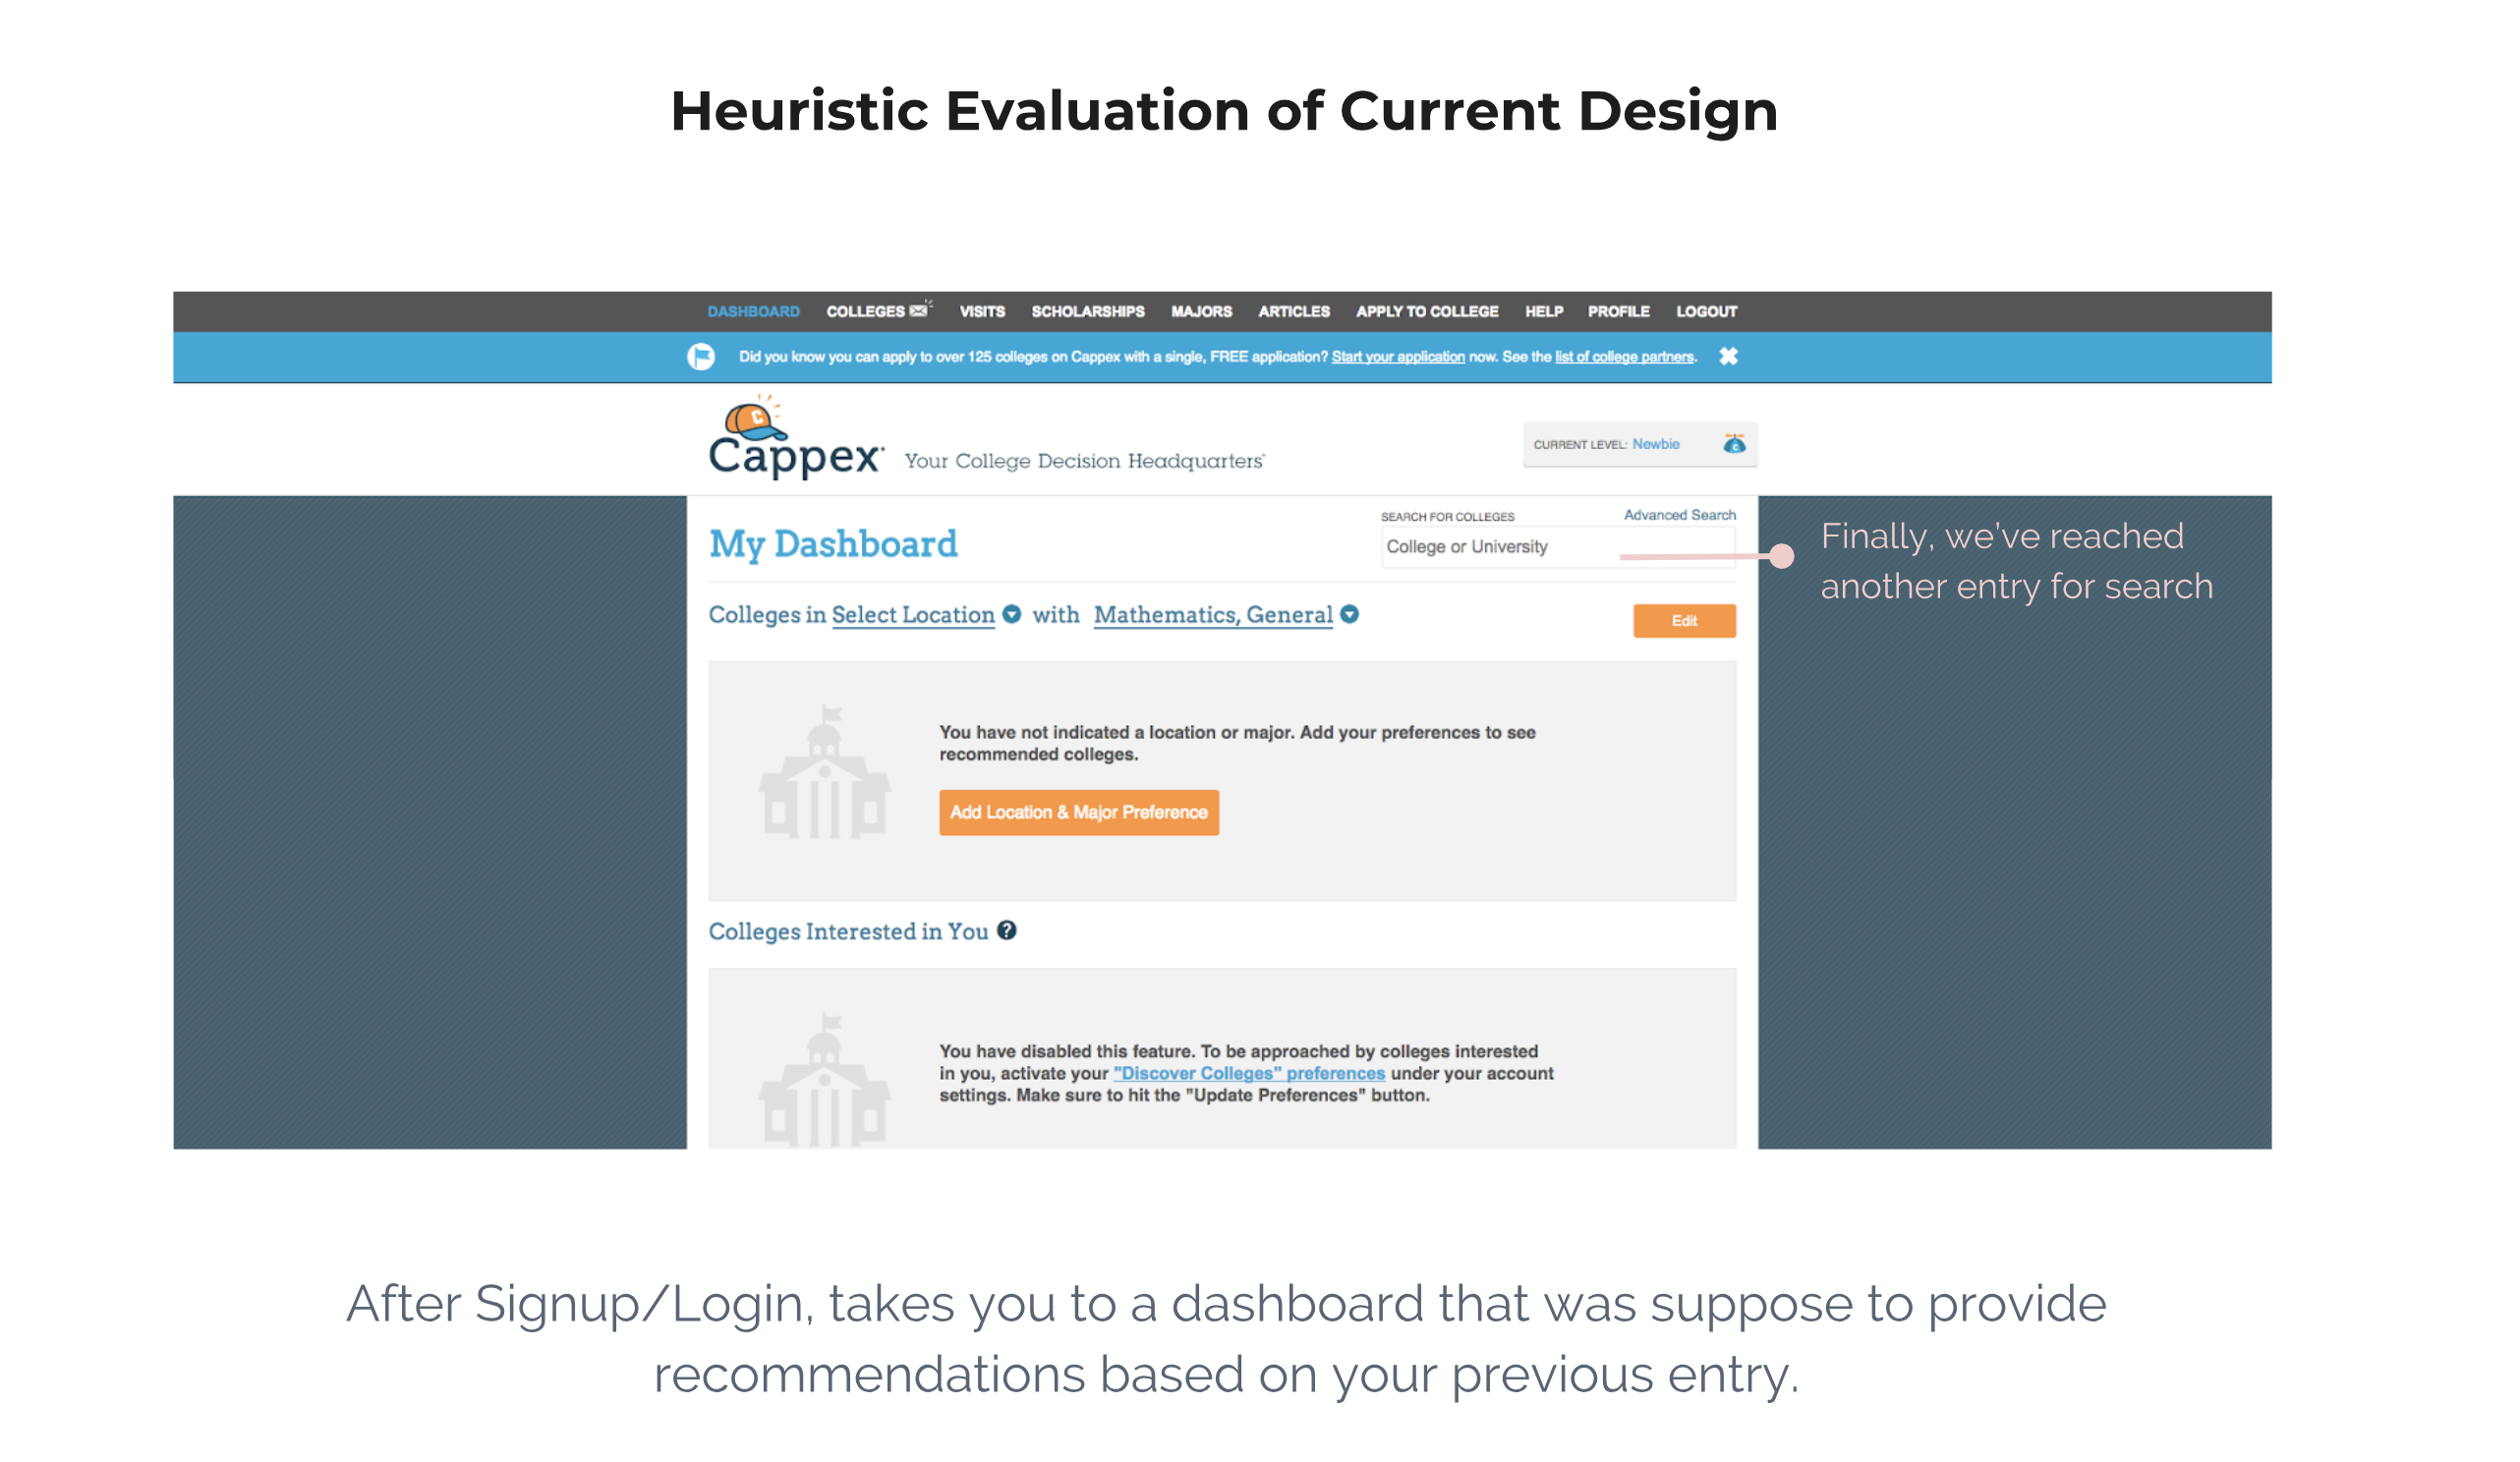 Heuristic Evaluation of Current Design
DASHBOARD COLLEGES VISITS SCHOLARSHIPS MAJORS ARTICLES APPLY TO COLLEGE HELP PROFILE LOGOUT
Did you know you can apply to over 125 colleges on Cappex with a single, FREE application? Start your application now. See the list of college partners.
C
Cappex Your College Decision Headquarters
CURRENT LEVEL: Newbie
SEARCH FOR COLLEGES Advanced Search
My Dashboard
College or University
Finally, we've reached
another entry for search
Colleges in Select Location with Mathematics, General
Edit
You have not indicated a location or major. Add your preferences to see
recommended colleges.
Add Location & Major Preference
Colleges Interested in You ?
You have disabled this feature. To be approached by colleges interested
in you, activate your "Discover Colleges" preferences under your account
settings. Make sure to hit the "Update Preferences" button.
After Signup/Login, takes you to a dashboard that was suppose to provide
recommendations based on your previous entry.